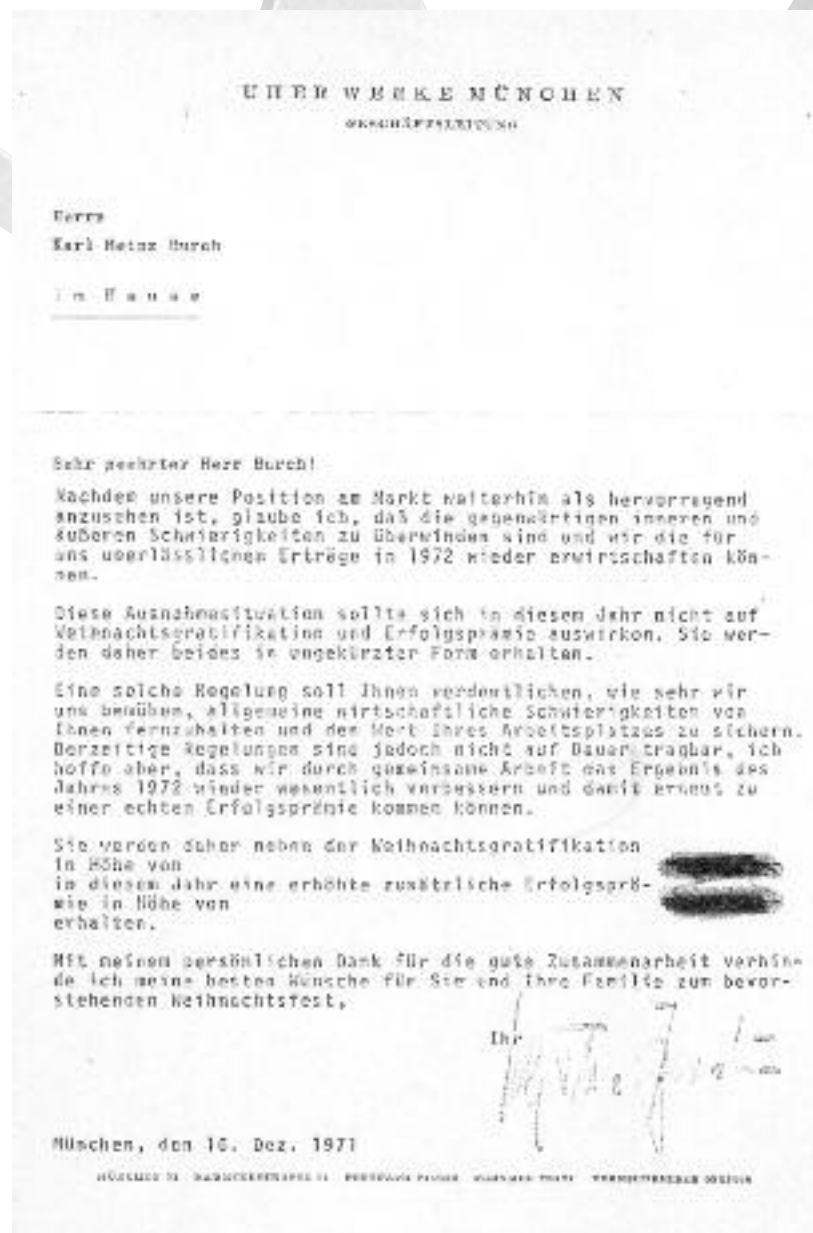 UHER WERKE MÜNCHEN
GESCHÄFTSLEITUNG
Herrn
Karl Heinz Burch
im Hause
Sehr geehrter Herr Burch!
Nachdem unsere Position am Markt weiterhin als hervorragend
anzusehen ist, glaube ich, daß die gegenwärtigen inneren und
äußeren Schwierigkeiten zu überwinden sind und wir die für
uns unerlässlichen Erträge in 1972 wieder erwirtschaften kön-
nen.
Diese Ausnahmesituation sollte sich in diesem Jahr nicht auf
Weihnachtsgratifikation und Erfolgsprämie auswirken. Sie wer-
den daher beides in ungekürzter Form erhalten.
Eine solche Regelung soll Ihnen verdeutlichen, wie sehr wir
uns bemühen, allgemeine wirtschaftliche Schwierigkeiten von
Ihnen fernzuhalten und den Wert Ihres Arbeitsplatzes zu sichern.
Derzeitige Regelungen sind jedoch nicht auf Dauer tragbar, ich
hoffe aber, dass wir durch gemeinsame Arbeit das Ergebnis des
Jahres 1972 wieder wesentlich verbessern und damit erneut zu
einer echten Erfolgsprämie kommen können.
Sie werden daher neben der Weihnachtsgratifikation
in Höhe von
in diesem Jahr eine erhöhte zusätzliche Erfolgsprä-
mie in Höhe von
erhalten.
Mit meinem persönlichen Dank für die gute Zusammenarbeit verbin-
de ich meine besten Wünsche für Sie und Ihre Familie zum bevor-
stehenden Weihnachtsfest.
Ihr
München, den 16. Dez. 1971